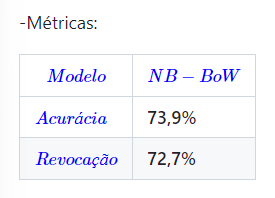 -Métricas:
Modelo NB − BoW
Acurácia 73,9%
Revocação 72,7%